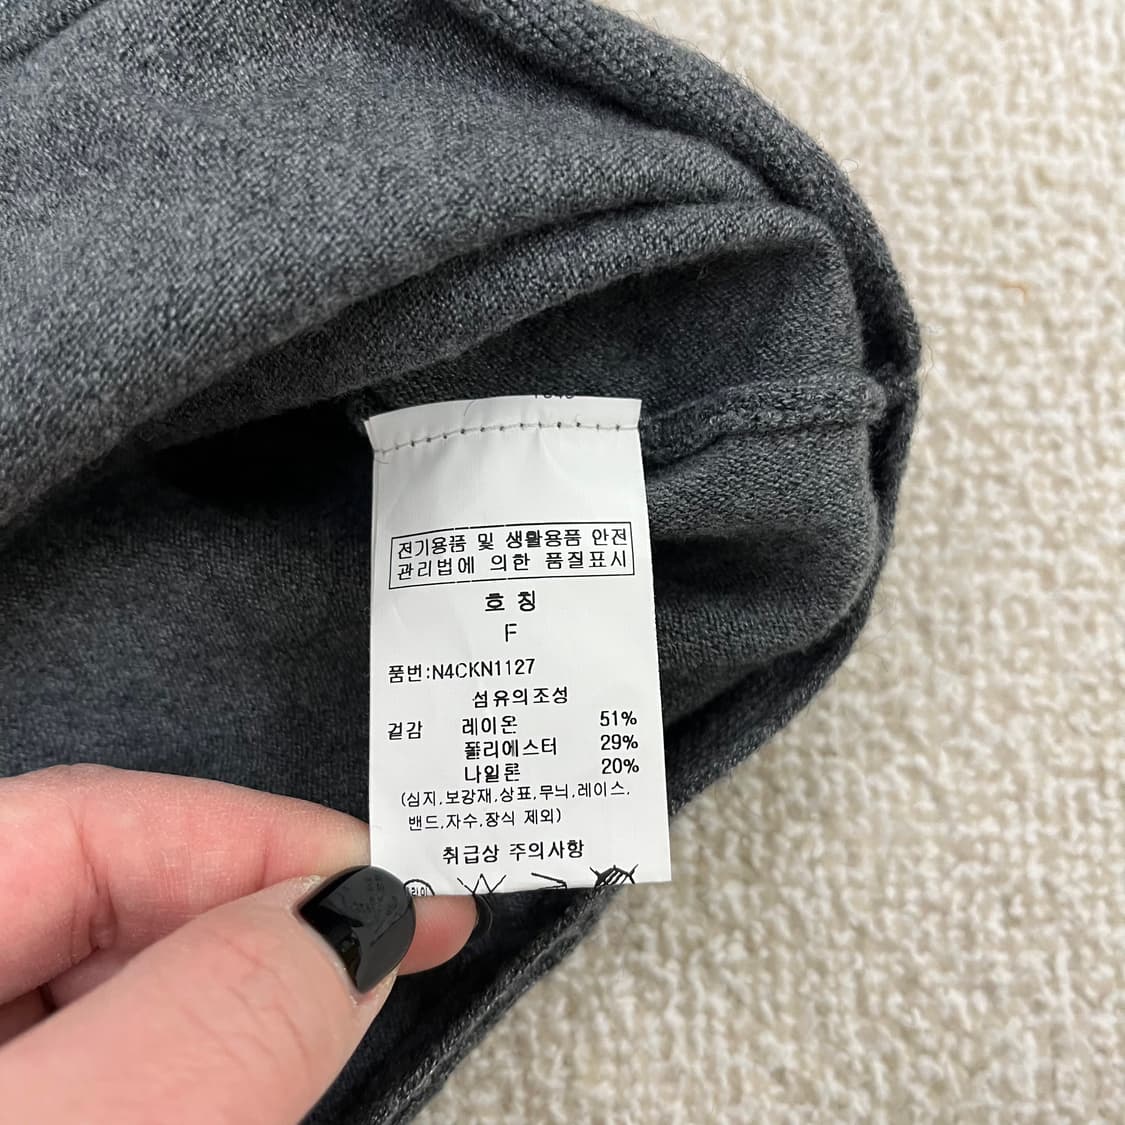 전기용품 및 생활용품 안전
관리법에 의한 품질표시
호 칭
F
품번:N4CKN1127
섬유의조성
겉감 레이온 51%
폴리에스터 29%
나일론 20%
(심지,보강재,상표,무늬,레이스,
밴드,자수,장식 제외)
취급상 주의사항